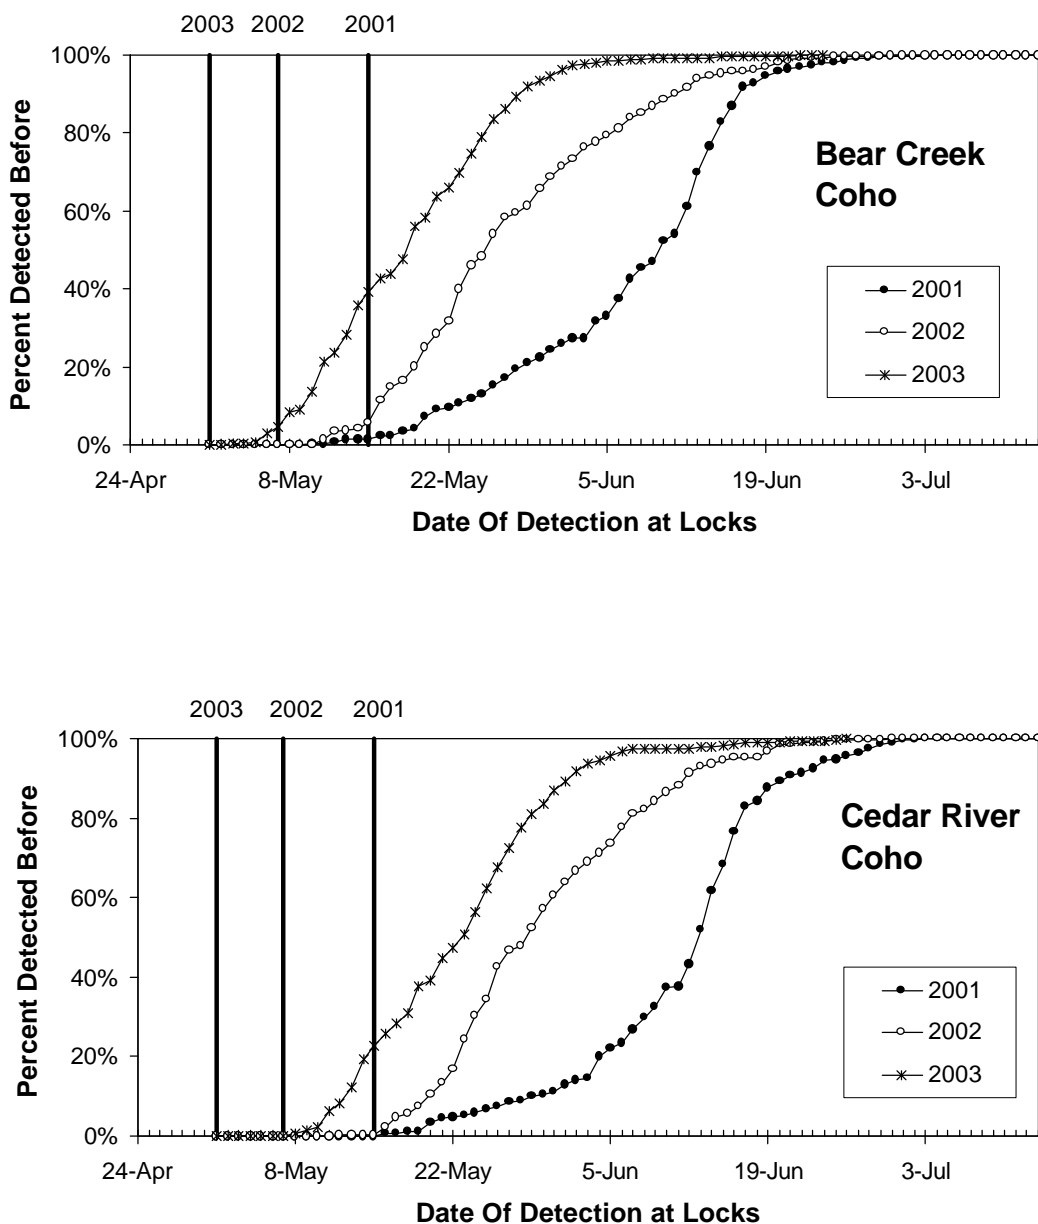 2003 2002 2001
100%
80%
60%
40%
20%
0%
Percent Detected Before
Bear Creek
Coho
2001
2002
2003
24-Apr 8-May 22-May 5-Jun 19-Jun 3-Jul
Date Of Detection at Locks
2003 2002 2001
100%
80%
60%
40%
20%
0%
Percent Detected Before
Cedar River
Coho
2001
2002
2003
24-Apr 8-May 22-May 5-Jun 19-Jun 3-Jul
Date of Detection at Locks